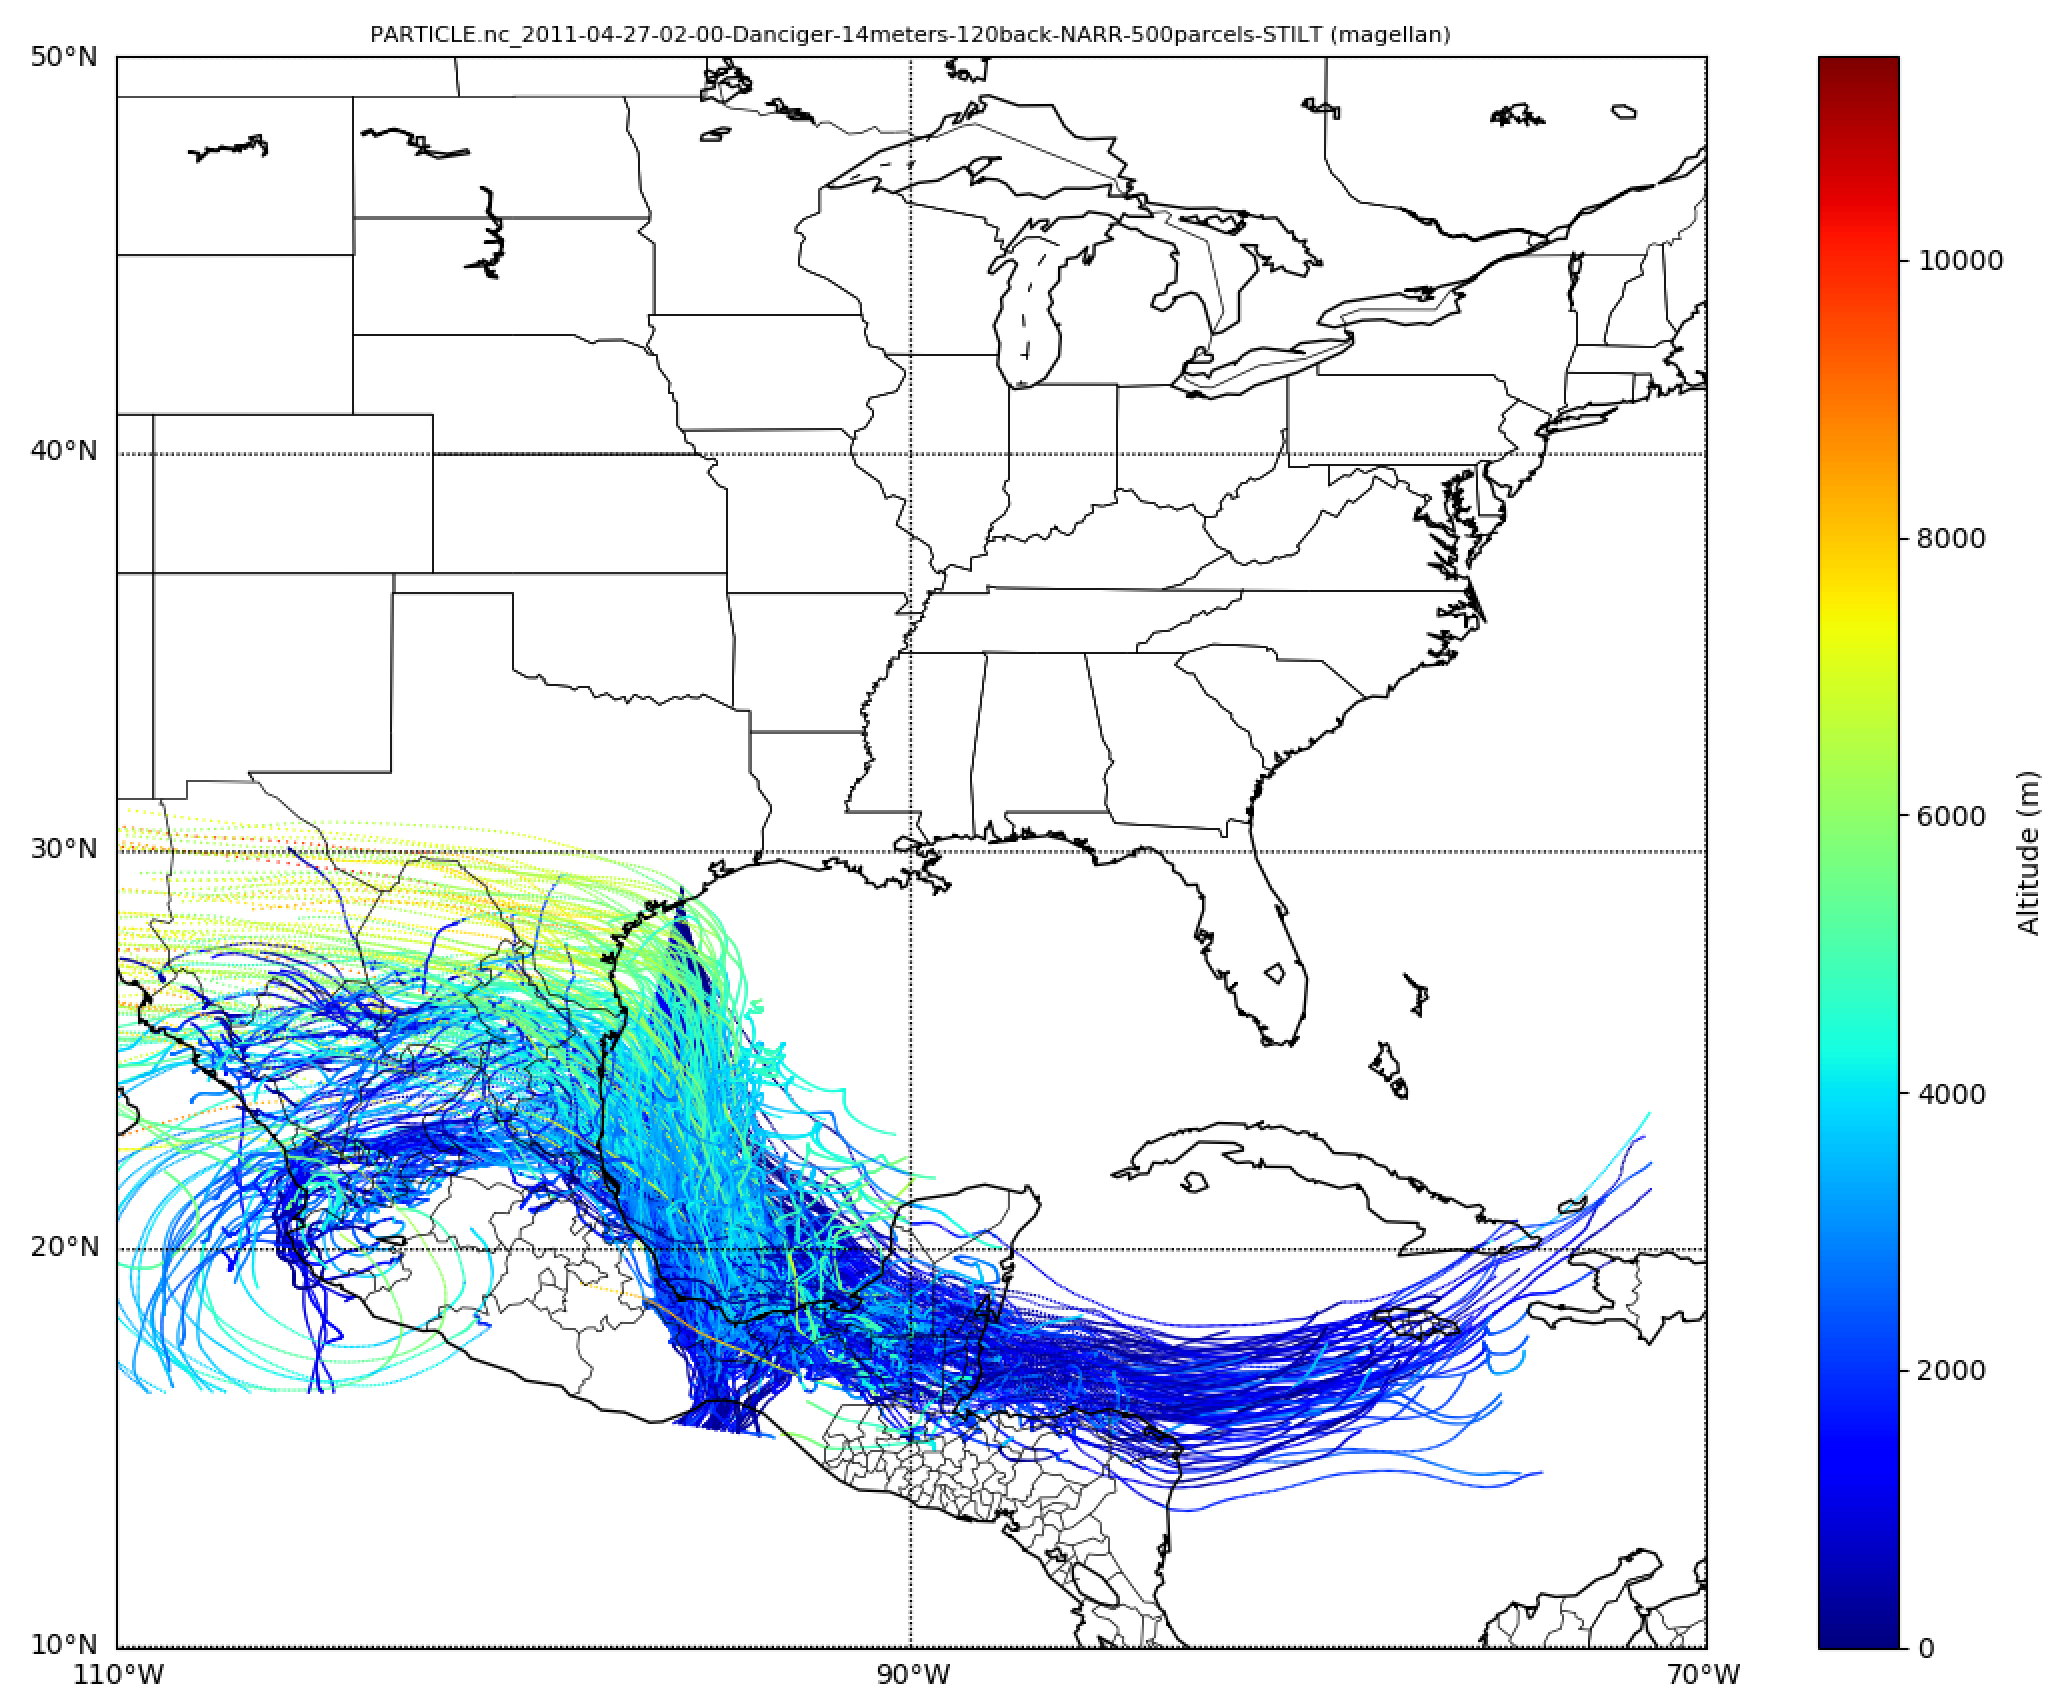 PARTICLE.nc_2011-04-27-02-00-Danciger-14meters-120back-NARR-500parcels-STILT (magellan)
50°N
40°N
30°N
20°N
10°N
110°W
90°W
70°W
10000
8000
6000
4000
2000
0
Altitude (m)